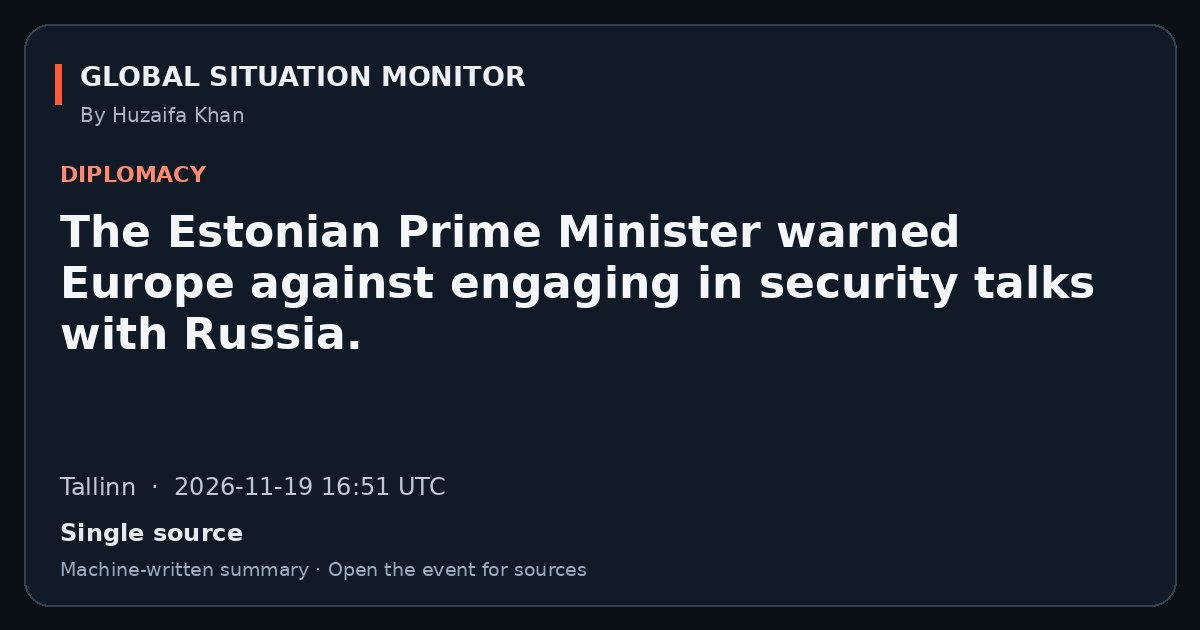 GLOBAL SITUATION MONITOR
By Huzaifa Khan
DIPLOMACY
The Estonian Prime Minister warned
Europe against engaging in security talks
with Russia.
Tallinn · 2026-11-19 16:51 UTC
Single source
Machine-written summary · Open the event for sources